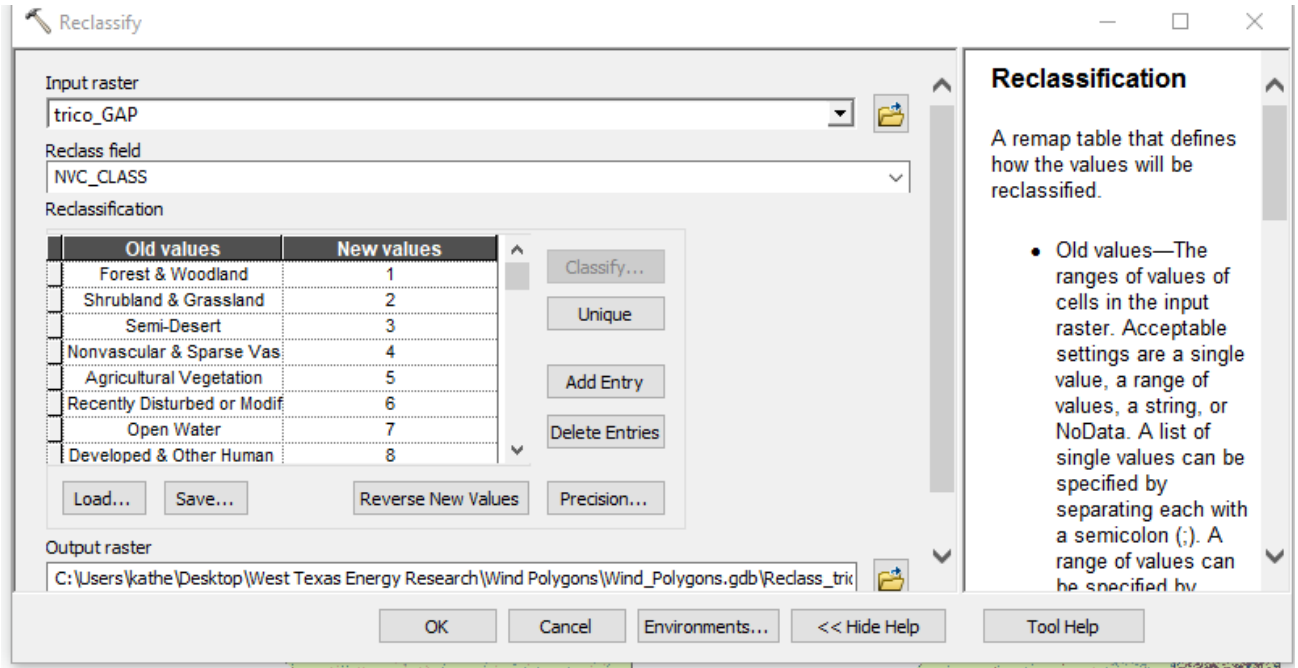 Reclassify
Input raster
trico_GAP
Reclass field
NVC_CLASS
Reclassification
Old values New values
Forest & Woodland 1
Shrubland & Grassland 2
Semi-Desert 3
Nonvascular & Sparse Vas 4
Agricultural Vegetation 5
Recently Disturbed or Modif 6
Open Water 7
Developed & Other Human 8
Classify...
Unique
Add Entry
Delete Entries
Load... Save... Reverse New Values Precision...
Output raster
C:\Users\kathe\Desktop\West Texas Energy Research\Wind Polygons\Wind_Polygons.gdb\Reclass_tric
OK Cancel Environments... << Hide Help Tool Help
Reclassification
A remap table that defines
how the values will be
reclassified.
• Old values—The
ranges of values of
cells in the input
raster. Acceptable
settings are a single
value, a range of
values, a string, or
NoData. A list of
single values can be
specified by
separating each with
a semicolon (;). A
range of values can
be specified by